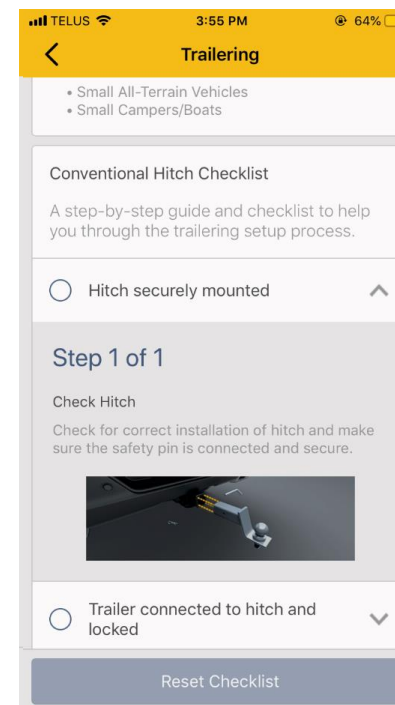 TELUS 3:55 PM 64%
Trailering
• Small All-Terrain Vehicles
• Small Campers/Boats
Conventional Hitch Checklist
A step-by-step guide and checklist to help
you through the trailering setup process.
Hitch securely mounted
Step 1 of 1
Check Hitch
Check for correct installation of hitch and make
sure the safety pin is connected and secure.
Trailer connected to hitch and
locked
Reset Checklist